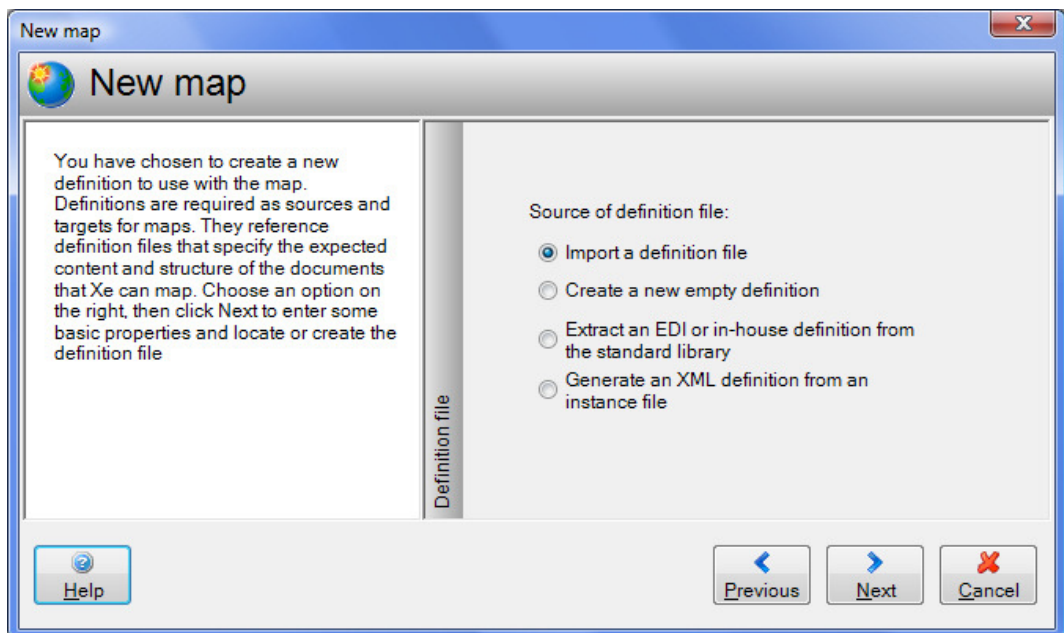 New map
New map
You have chosen to create a new
definition to use with the map.
Definitions are required as sources and
targets for maps. They reference
definition files that specify the expected
content and structure of the documents
that Xe can map. Choose an option on
the right, then click Next to enter some
basic properties and locate or create the
definition file
Definition file
Source of definition file:
Import a definition file
Create a new empty definition
Extract an EDI or in-house definition from
the standard library
Generate an XML definition from an
instance file
Help
Previous
Next
Cancel